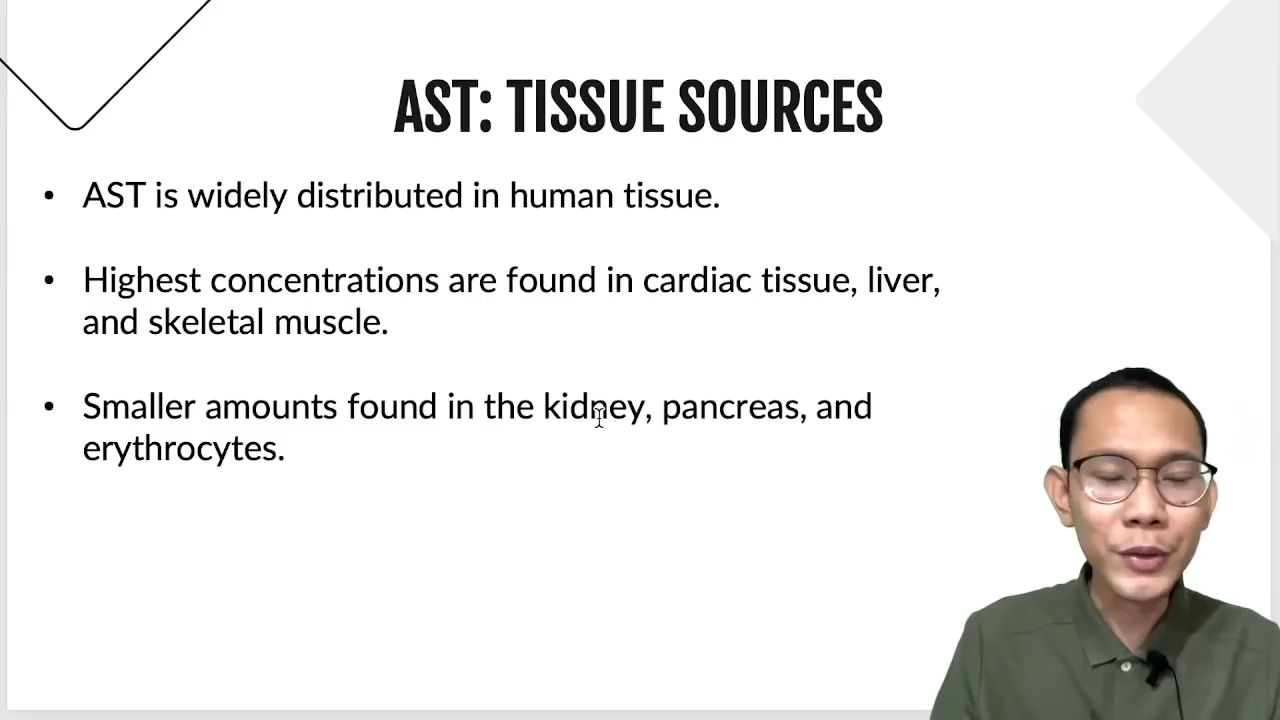 AST: TISSUE SOURCES
• AST is widely distributed in human tissue.
• Highest concentrations are found in cardiac tissue, liver,
and skeletal muscle.
• Smaller amounts found in the kidney, pancreas, and
erythrocytes.